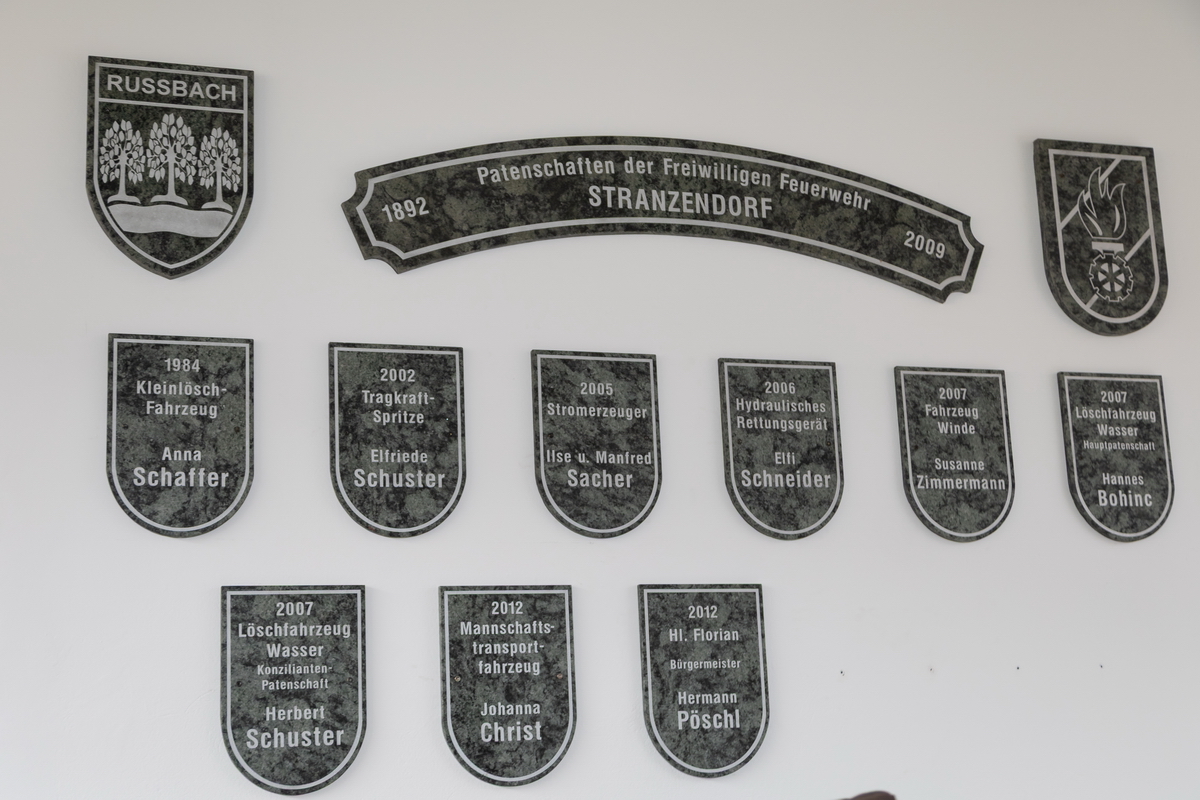 RUSSBACH
Patenschaften der Freiwilligen Feuerwehr
1892 STRANZENDORF 2009
1984
Kleinlösch-
Fahrzeug
Anna
Schaffer
2002
Tragkraft-
Spritze
Elfriede
Schuster
2005
Stromerzeuger
Ilse u. Manfred
Sacher
2006
Hydraulisches
Rettungsgerät
Elfi
Schneider
2007
Fahrzeug
Winde
Susanne
Zimmermann
2007
Löschfahrzeug
Wasser
Hauptpatenschaft
Hannes
Bohinc
2007
Löschfahrzeug
Wasser
Konzilianten-
Patenschaft
Herbert
Schuster
2012
Mannschafts-
transport-
fahrzeug
Johanna
Christ
2012
Hl. Florian
Bürgermeister
Hermann
Pöschl